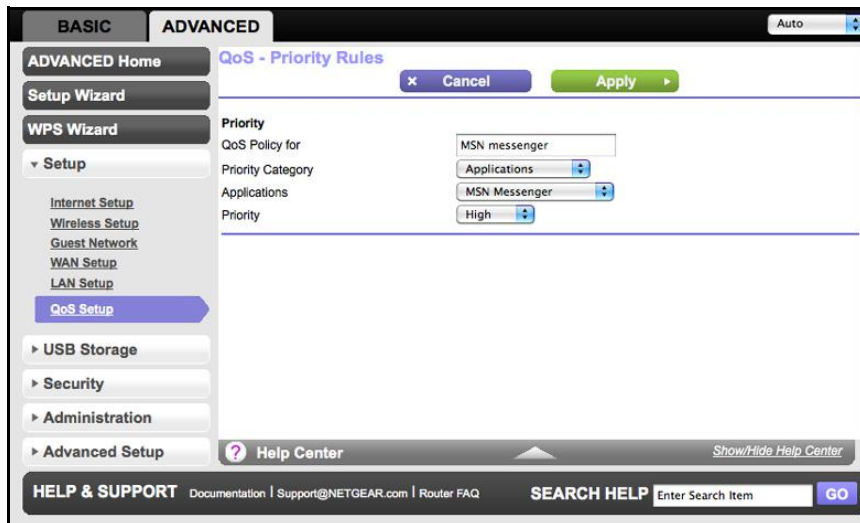 BASIC
ADVANCED
Auto
ADVANCED Home
Setup Wizard
WPS Wizard
Setup
Internet Setup
Wireless Setup
Guest Network
WAN Setup
LAN Setup
QoS Setup
USB Storage
Security
Administration
Advanced Setup
QoS - Priority Rules
× Cancel
Apply
Priority
QoS Policy for MSN messenger
Priority Category Applications
Applications MSN Messenger
Priority High
? Help Center
Show/Hide Help Center
HELP & SUPPORT Documentation | Support@NETGEAR.com | Router FAQ
SEARCH HELP Enter Search Item GO